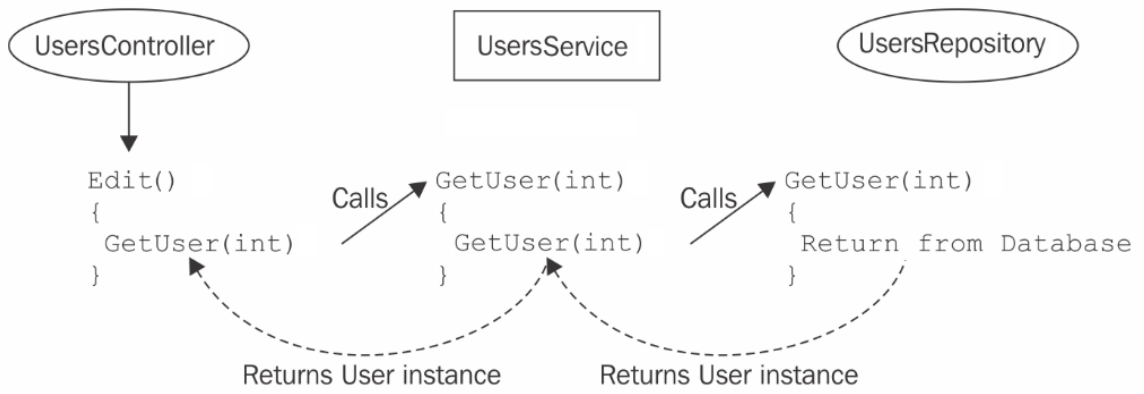 UsersController
UsersService
UsersRepository
Edit()
{
GetUser(int)
}
Calls
GetUser(int)
{
GetUser(int)
}
Calls
GetUser(int)
{
Return from Database
}
Returns User instance
Returns User instance